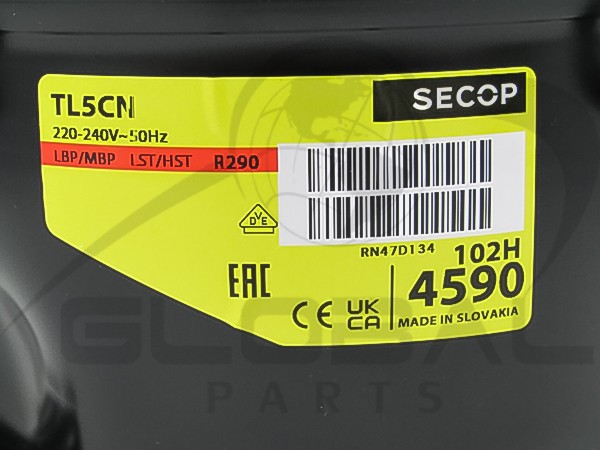 TL5CN
SECOP
220-240V~50Hz
LBP/MBP LST/HST R290
DVE
RN47D134
102H
4590
EAC
CE UK CA
MADE IN SLOVAKIA
GLOBAL
PARTS